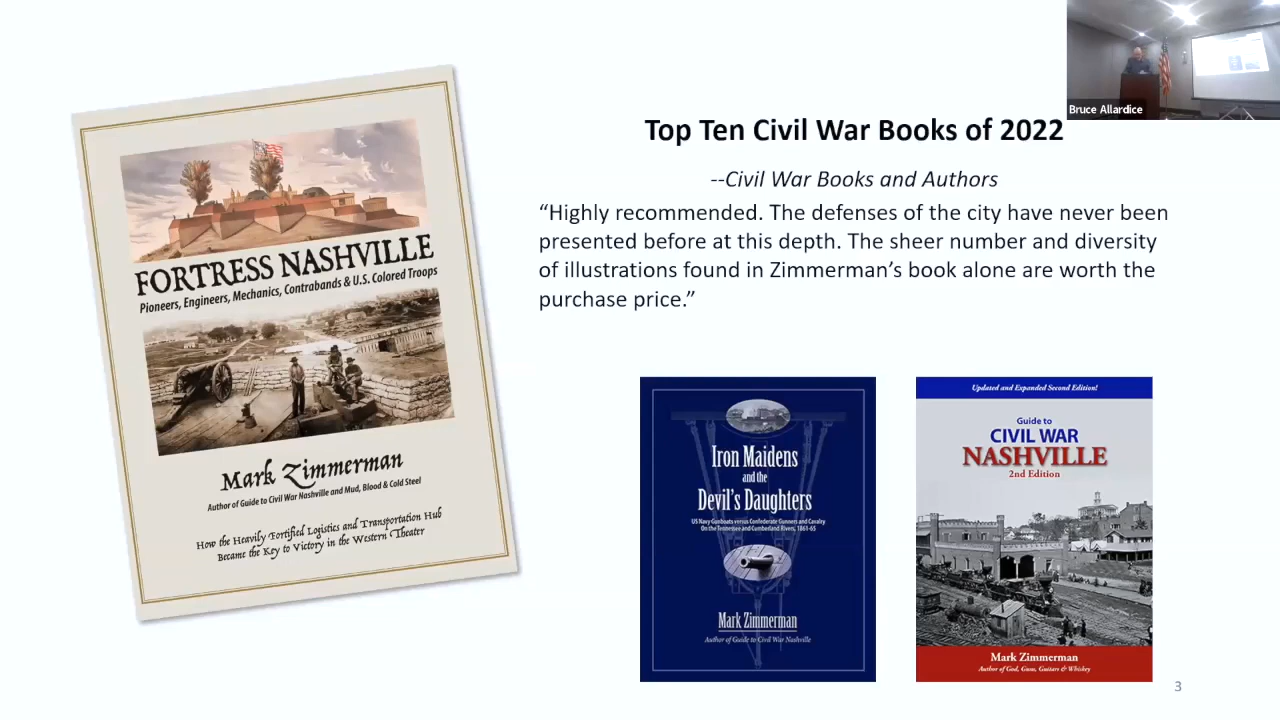 Bruce Allardice
Top Ten Civil War Books of 2022
--Civil War Books and Authors
“Highly recommended. The defenses of the city have never been
presented before at this depth. The sheer number and diversity
of illustrations found in Zimmerman’s book alone are worth the
purchase price.”
FORTRESS NASHVILLE
Pioneers, Engineers, Mechanics, Contrabands & U.S. Colored Troops
Mark Zimmerman
Author of Guide to Civil War Nashville and Mud, Blood & Cold Steel
How the Heavily Fortified Logistics and Transportation Hub
Became the Key to Victory in the Western Theater
Iron Maidens
and the
Devil's Daughters
US Navy Gunboats versus Confederate Gunners and Cavalry
On the Tennessee and Cumberland Rivers, 1861-65
Mark Zimmerman
Author of Guide to Civil War Nashville
Updated and Expanded Second Edition!
Guide to
CIVIL WAR
NASHVILLE
2nd Edition
Mark Zimmerman
Author of God, Guns, Guitars & Whiskey
3